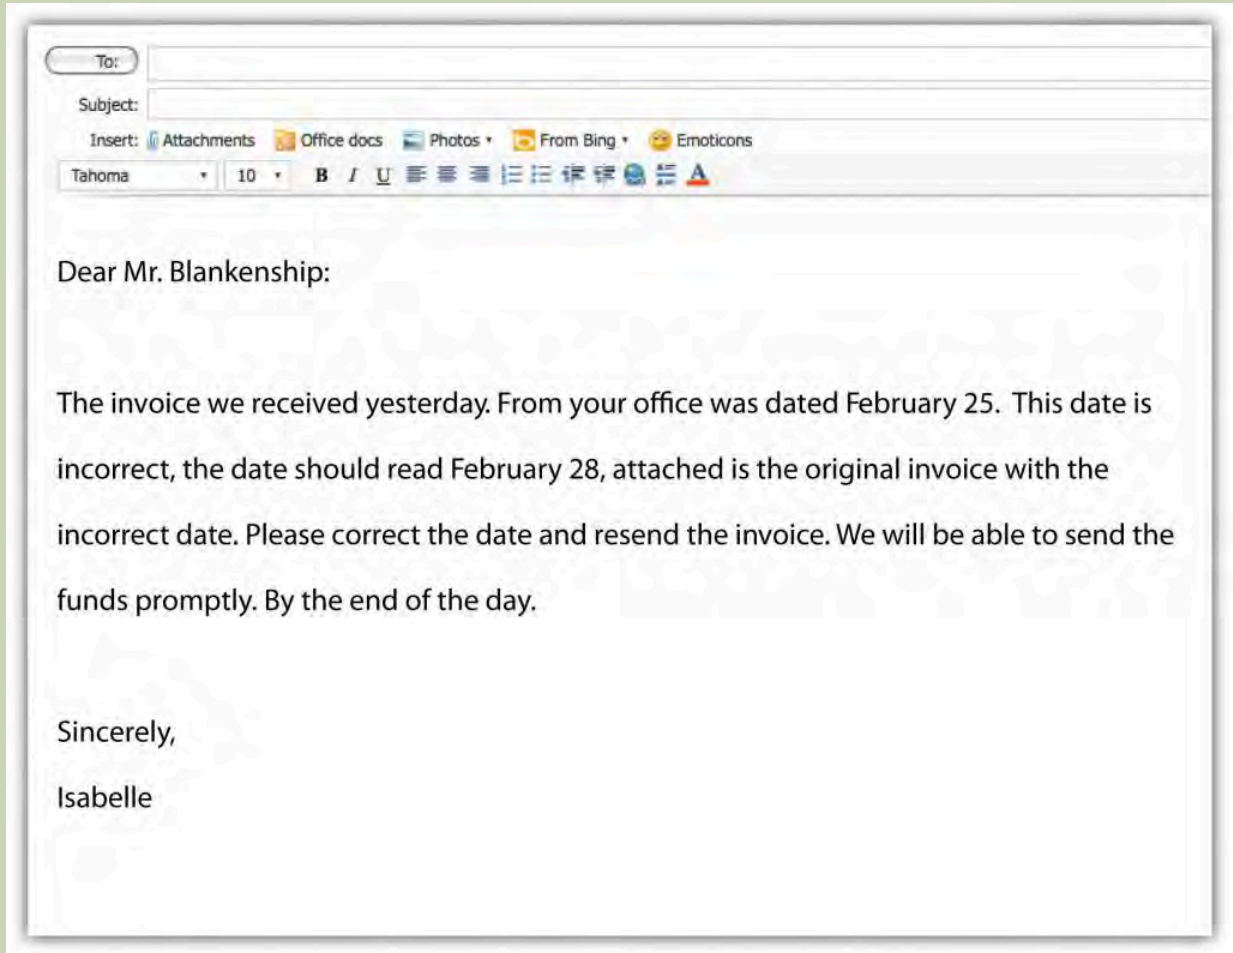 To:
Subject:
Insert: Attachments Office docs Photos From Bing Emoticons
Tahoma 10 B I U A
Dear Mr. Blankenship:
The invoice we received yesterday. From your office was dated February 25. This date is
incorrect, the date should read February 28, attached is the original invoice with the
incorrect date. Please correct the date and resend the invoice. We will be able to send the
funds promptly. By the end of the day.
Sincerely,
Isabelle